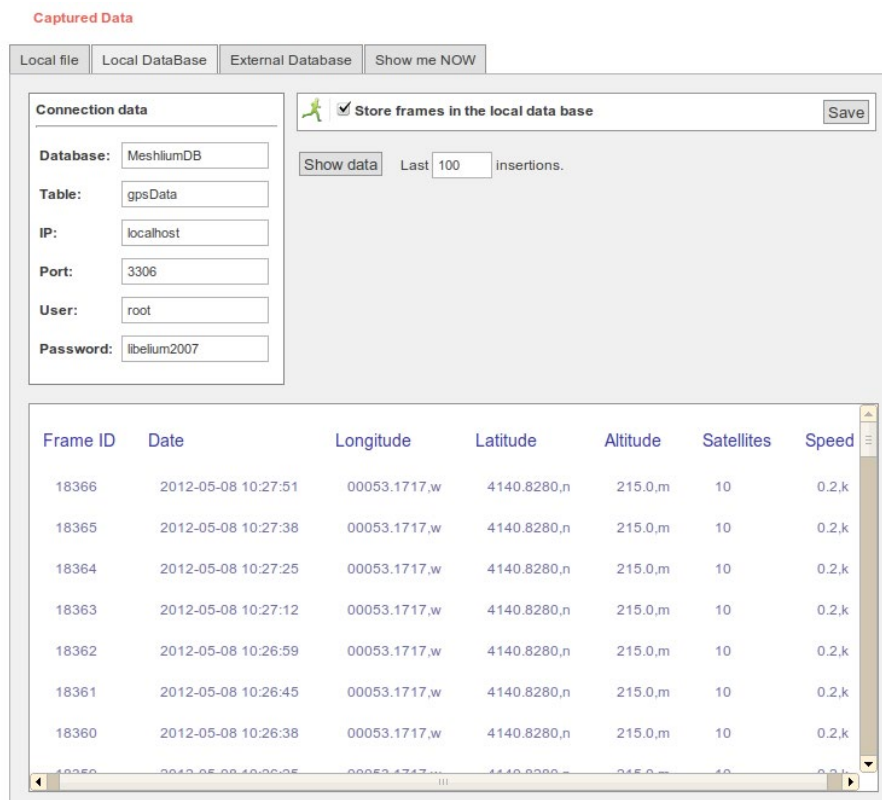 Captured Data
Local file Local DataBase External Database Show me NOW
Connection data
Database: MeshliumDB
Table: gpsData
IP: localhost
Port: 3306
User: root
Password: libelium2007
Store frames in the local data base Save
Show data Last 100 insertions.
Frame ID Date Longitude Latitude Altitude Satellites Speed
18366 2012-05-08 10:27:51 00053.1717,w 4140.8280,n 215.0,m 10 0.2,k
18365 2012-05-08 10:27:38 00053.1717,w 4140.8280,n 215.0,m 10 0.2,k
18364 2012-05-08 10:27:25 00053.1717,w 4140.8280,n 215.0,m 10 0.2,k
18363 2012-05-08 10:27:12 00053.1717,w 4140.8280,n 215.0,m 10 0.2,k
18362 2012-05-08 10:26:59 00053.1717,w 4140.8280,n 215.0,m 10 0.2,k
18361 2012-05-08 10:26:45 00053.1717,w 4140.8280,n 215.0,m 10 0.2,k
18360 2012-05-08 10:26:38 00053.1717,w 4140.8280,n 215.0,m 10 0.2,k